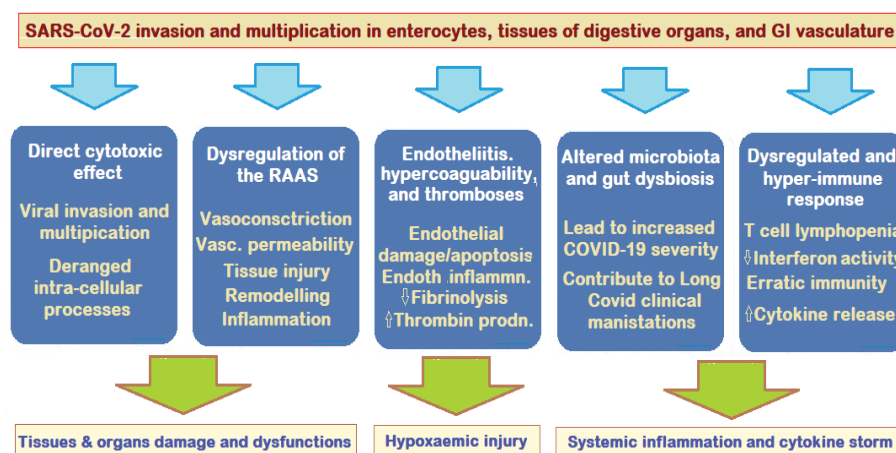 SARS-CoV-2 invasion and multiplication in enterocytes, tissues of digestive organs, and GI vasculature
Direct cytotoxic
effect
Viral invasion and
multipication
Deranged
intra-cellular
processes
Dysregulation of
the RAAS
Vasoconsctriction
Vasc. permeability
Tissue injury
Remodelling
Inflammation
Endotheliitis.
hypercoaguability,
and thromboses
Endothelial
damage/apoptosis
Endoth .inflammn.
⇩Fibrinolysis
⇧Thrombin prodn.
Altered microbiota
and gut dysbiosis
Lead to increased
COVID-19 severity
Contribute to Long
Covid clinical
manistations
Dysregulated and
hyper-immune
response
T cell lymphopenia
⇩Interferon activity
Erratic immunity
⇧Cytokine release
Tissues & organs damage and dysfunctions
Hypoxaemic injury
Systemic inflammation and cytokine storm